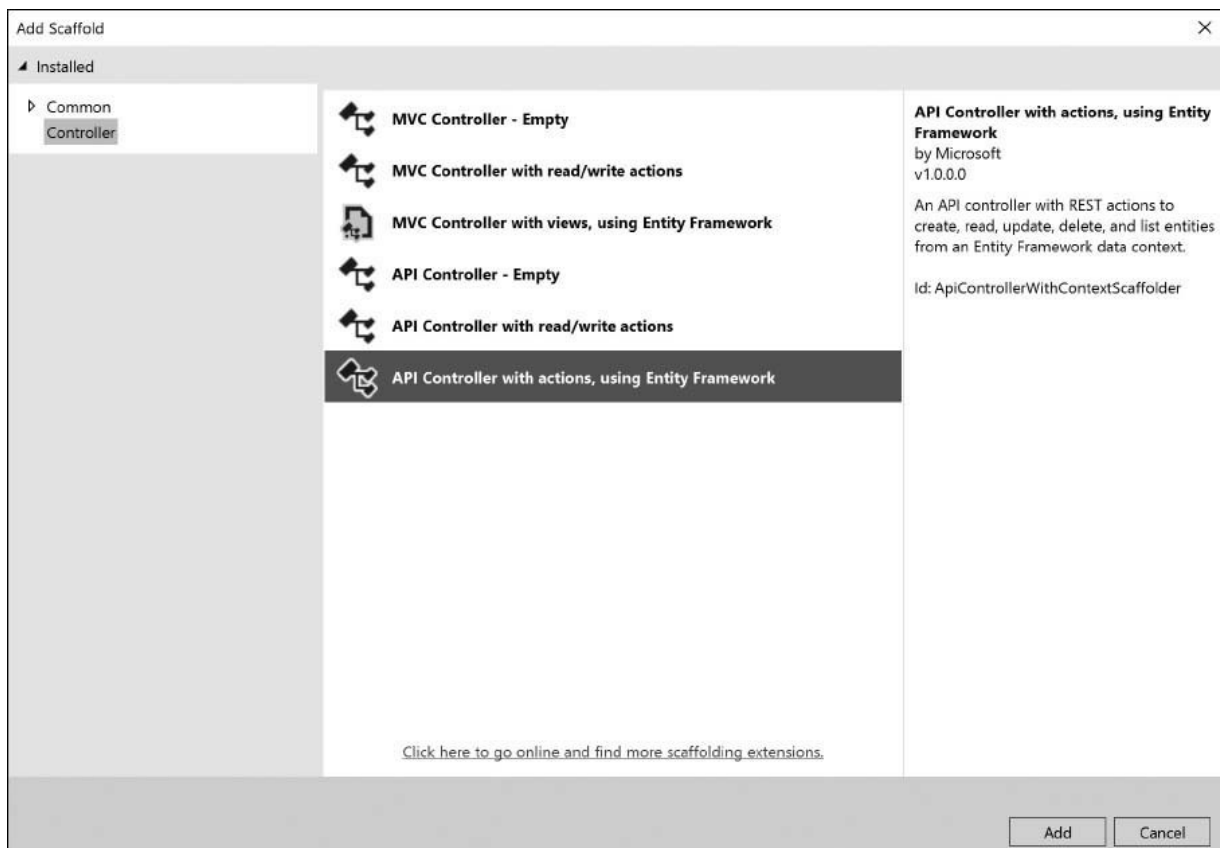 Add Scaffold
Installed
Common
Controller
MVC Controller - Empty
MVC Controller with read/write actions
MVC Controller with views, using Entity Framework
API Controller - Empty
API Controller with read/write actions
API Controller with actions, using Entity Framework
Click here to go online and find more scaffolding extensions.
API Controller with actions, using Entity
Framework
by Microsoft
v1.0.0.0
An API controller with REST actions to
create, read, update, delete, and list entities
from an Entity Framework data context.
Id: ApiControllerWithContextScaffolder
Add
Cancel